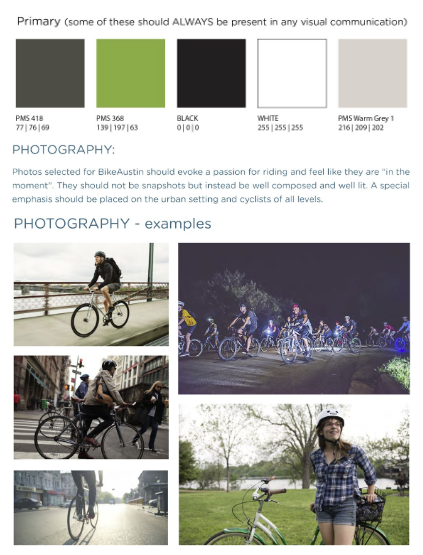 Primary (some of these should ALWAYS be present in any visual communication)
PMS 418
77 | 76 | 69
PMS 368
139 | 197 | 63
BLACK
0 | 0 | 0
WHITE
255 | 255 | 255
PMS Warm Grey 1
216 | 209 | 202
PHOTOGRAPHY:
Photos selected for BikeAustin should evoke a passion for riding and feel like they are “in the
moment”. They should not be snapshots but instead be well composed and well lit. A special
emphasis should be placed on the urban setting and cyclists of all levels.
PHOTOGRAPHY - examples